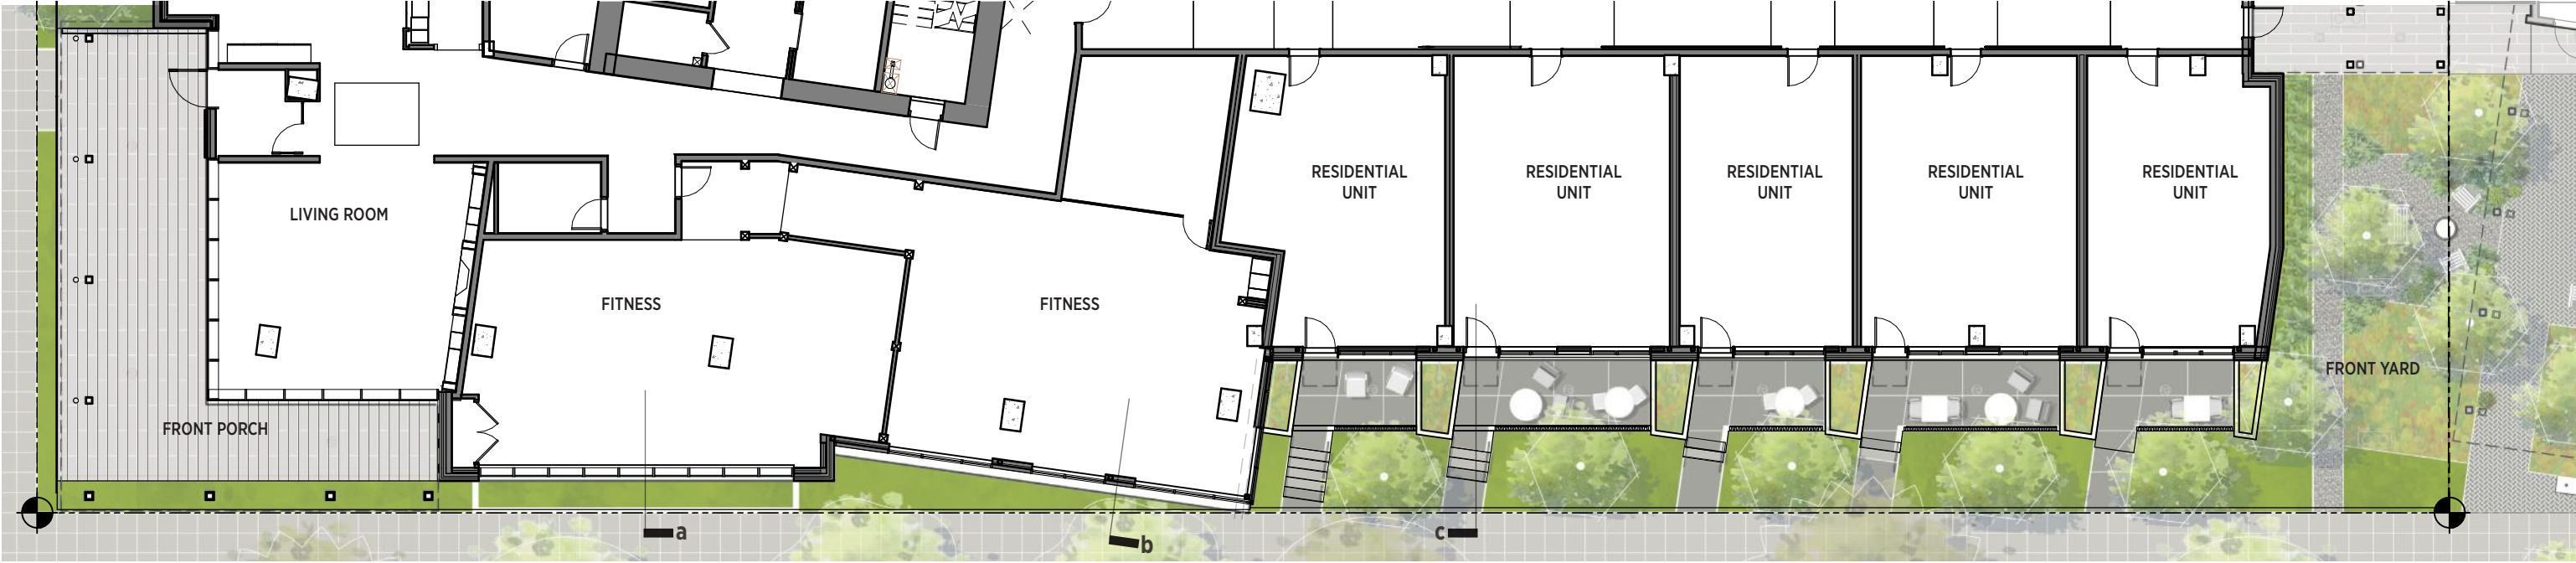 RESIDENTIAL
UNIT
RESIDENTIAL
UNIT
RESIDENTIAL
UNIT
RESIDENTIAL
UNIT
RESIDENTIAL
UNIT
LIVING ROOM
FITNESS
FITNESS
FRONT YARD
FRONT PORCH
a
b
c